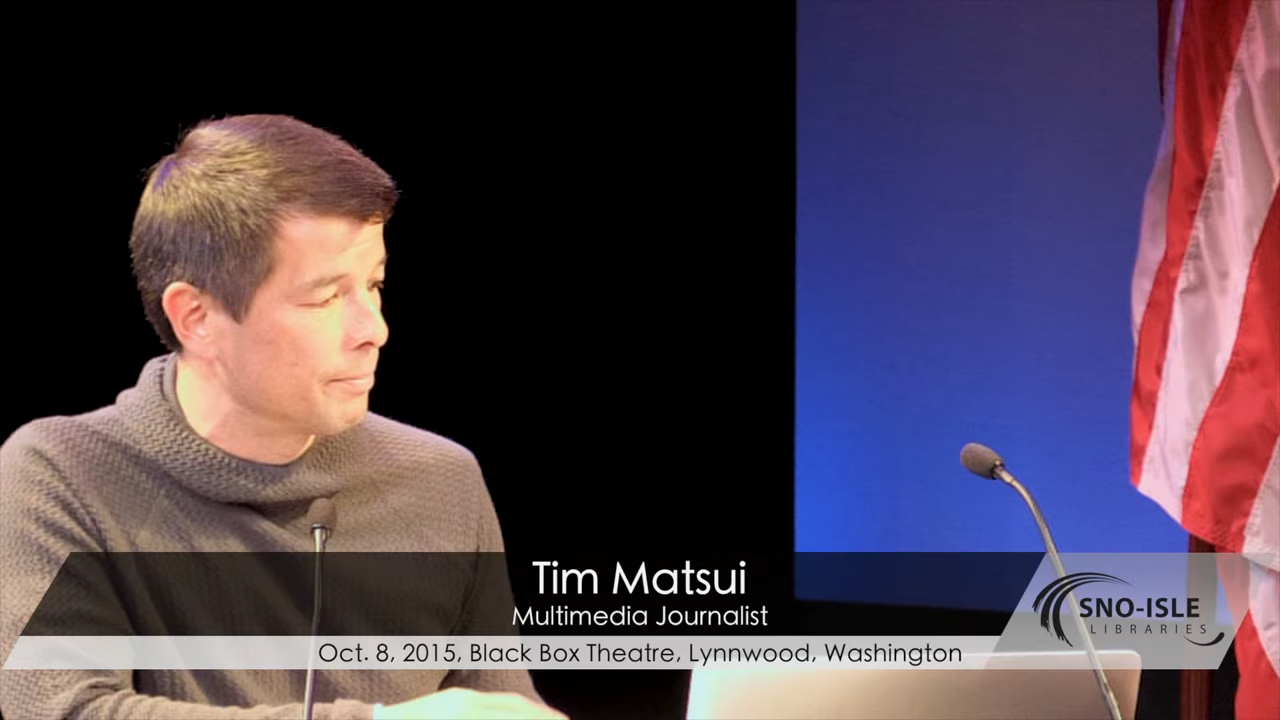 Tim Matsui
Multimedia Journalist
SNO-ISLE
LIBRARIES
Oct. 8, 2015, Black Box Theatre, Lynnwood, Washington